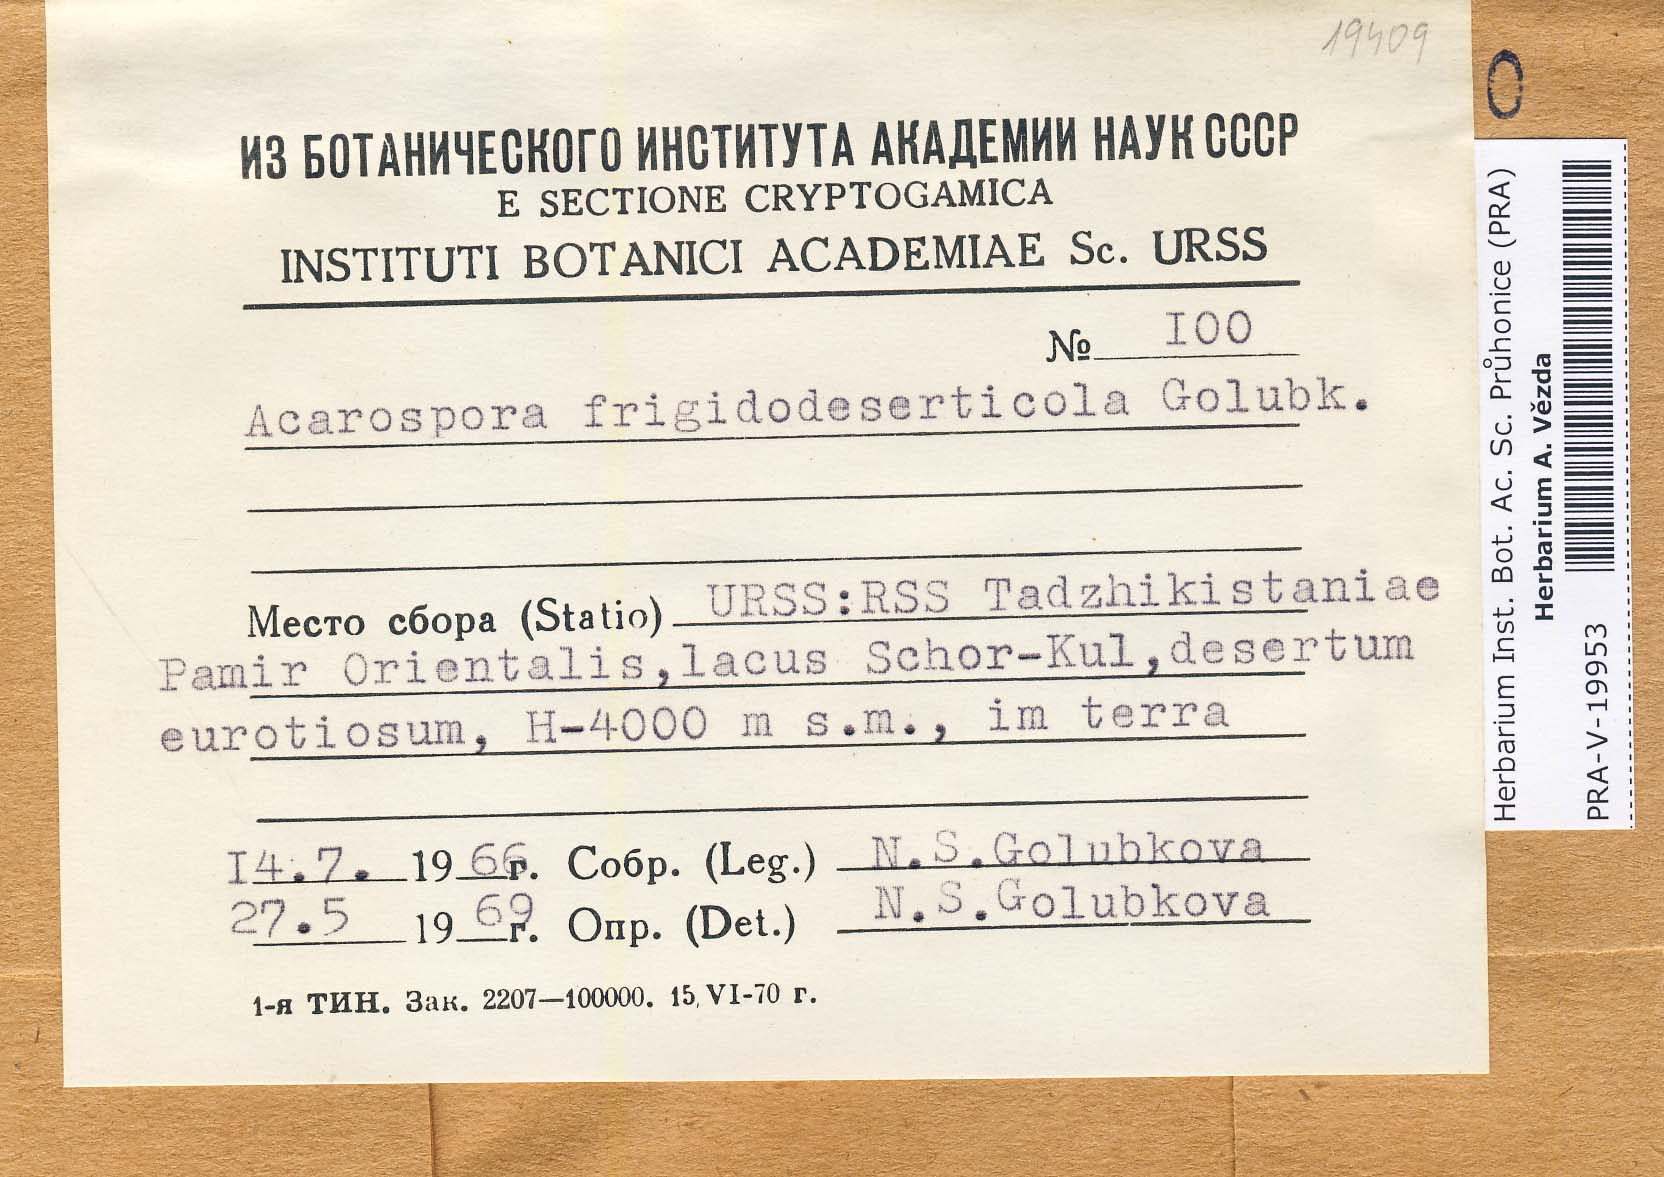 19409
ИЗ БОТАНИЧЕСКОГО ИНСТИТУТА АКАДЕМИИ НАУК СССР
E SECTIONE CRYPTOGAMICA
INSTITUTI BOTANICI ACADEMIAE Sc. URSS
№ I00
Acarospora frigidodeserticola Golubk.
Место сбора (Statio) URSS:RSS Tadzhikistaniae
Pamir Orientalis, lacus Schor-Kul, desertum
eurotiosum, H-4000 m s.m., im terra
I4.7. 1966г. Собр. (Leg.) N.S.Golubkova
27.5 1969г. Опр. (Det.) N.S.Golubkova
1-я ТИН. Зак. 2207—100000. 15,VI-70 г.
O
Herbarium Inst. Bot. Ac. Sc. Průhonice (PRA)
Herbarium A. Vězda
PRA-V-19953